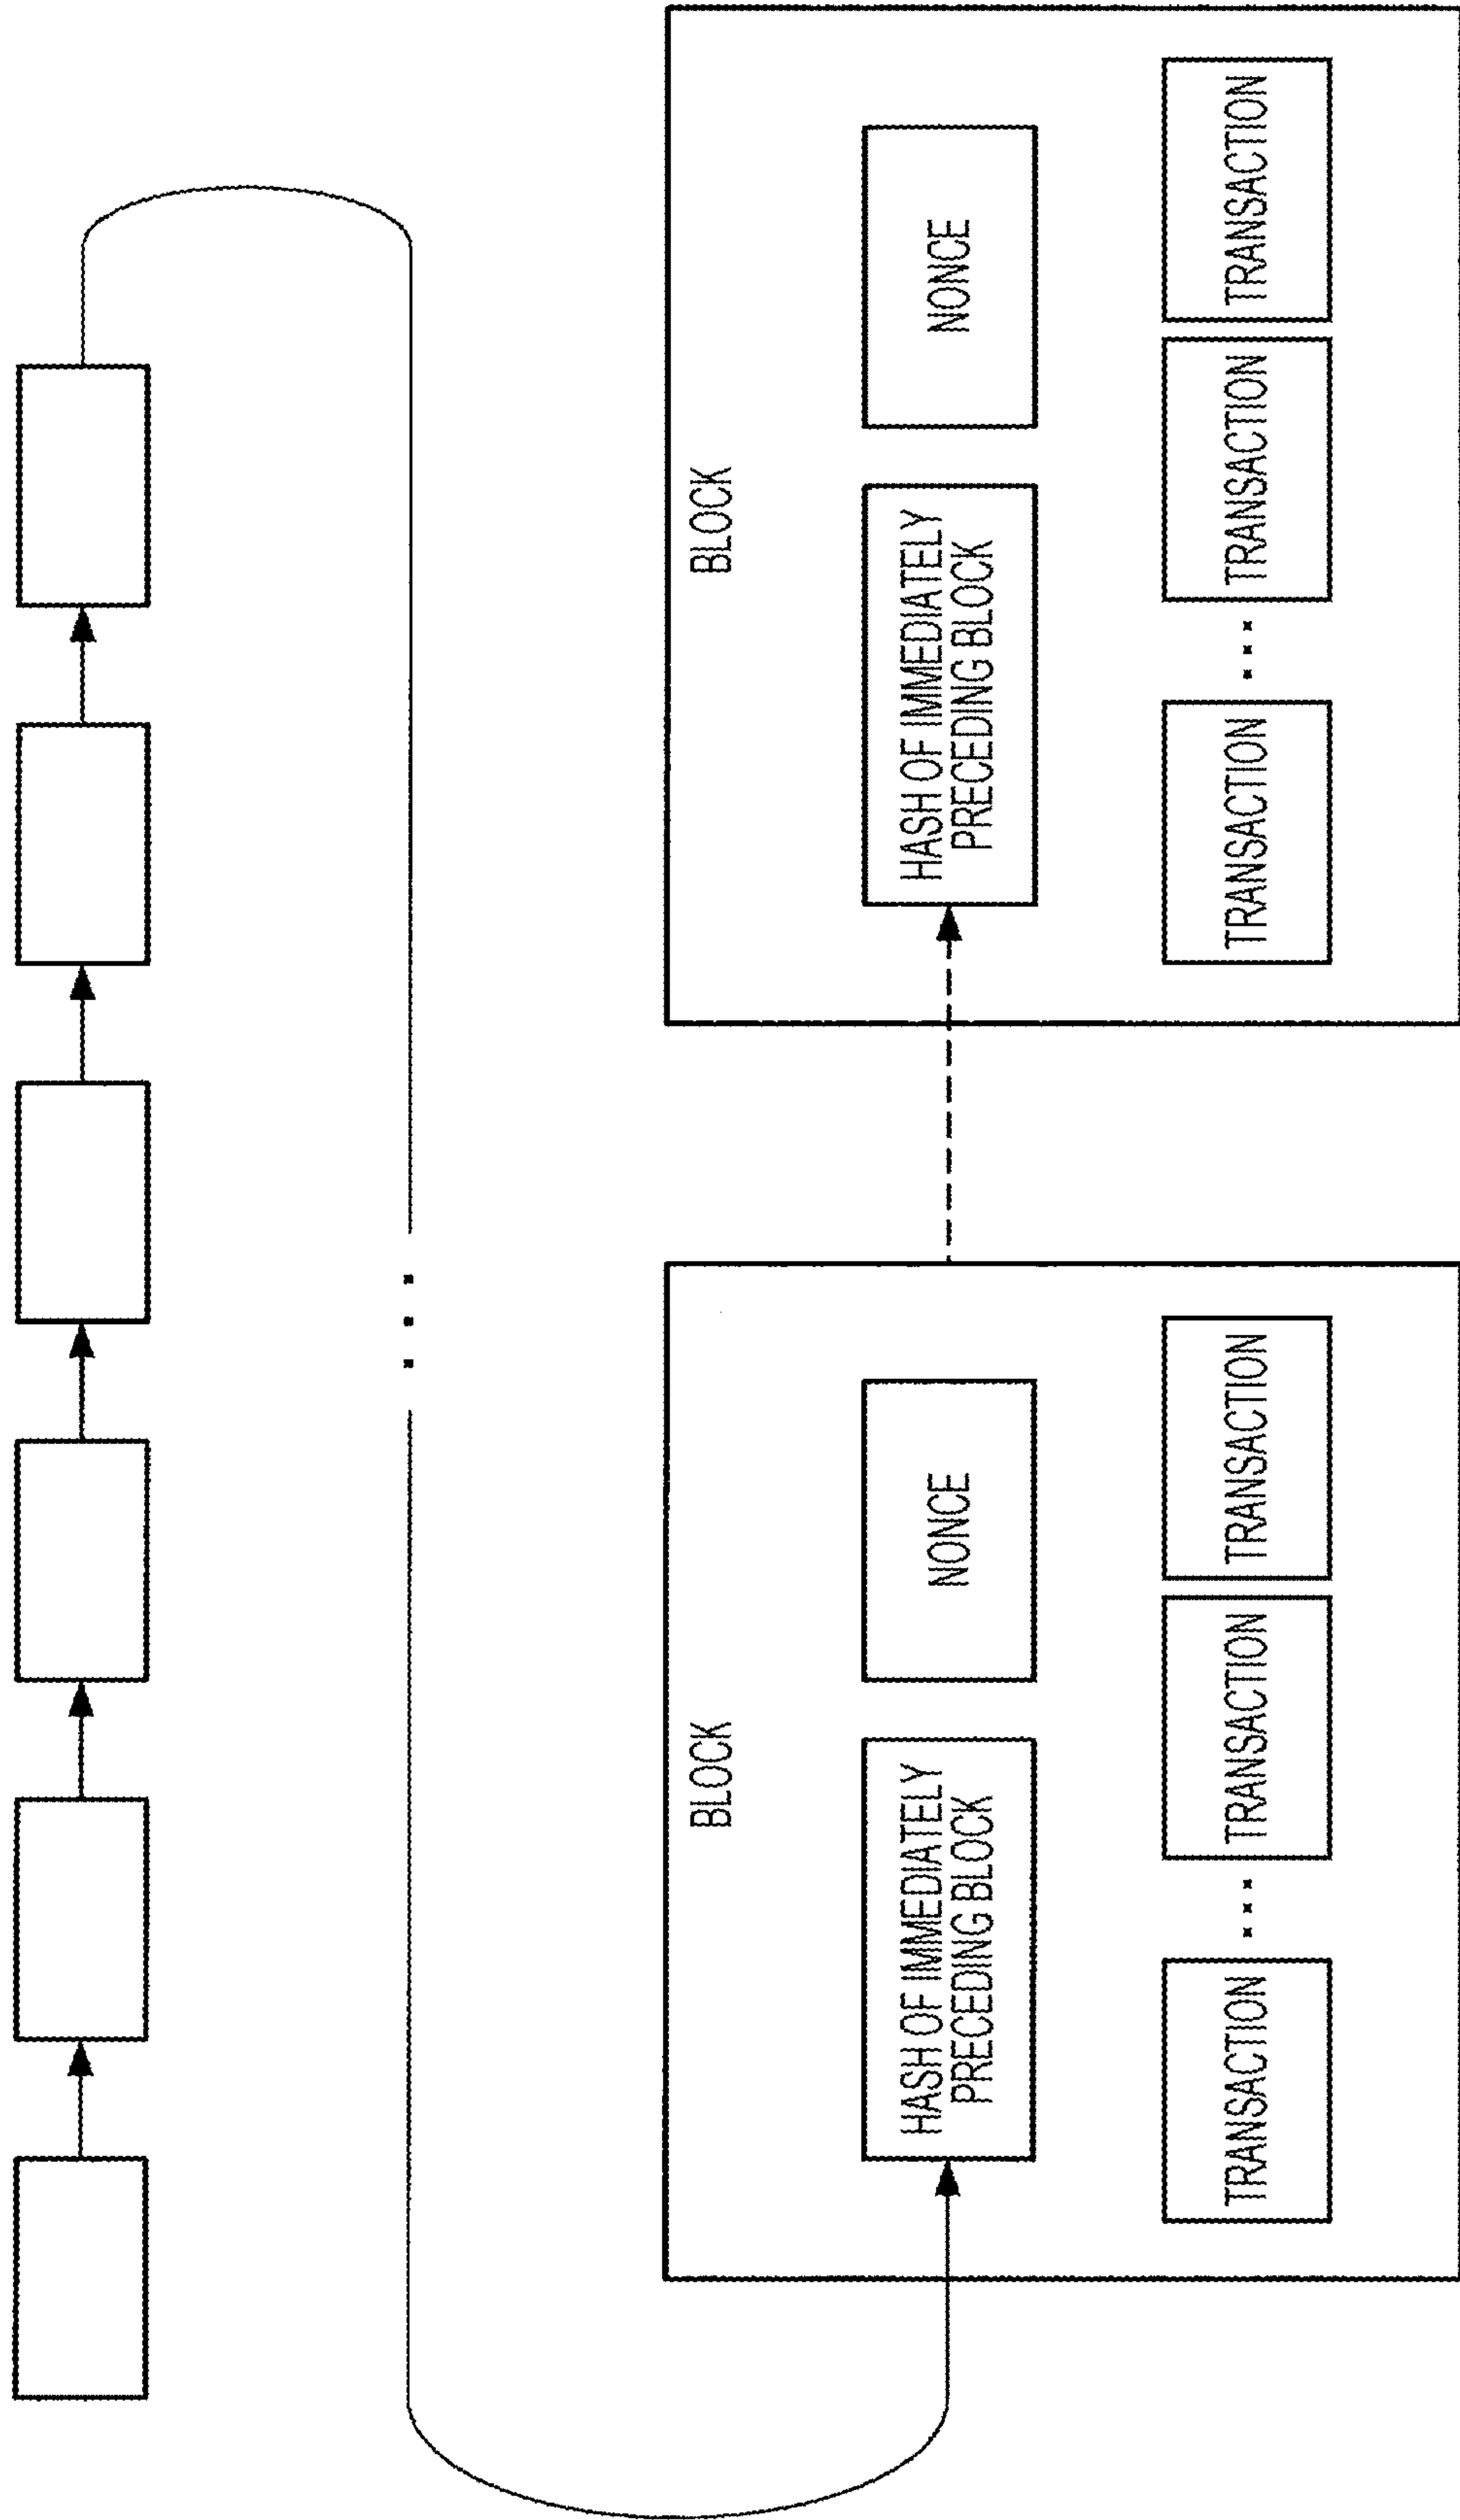 BLOCK
HASH OF IMMEDIATELY
PRECEDING BLOCK
NONCE
TRANSACTION
...
TRANSACTION
TRANSACTION
BLOCK
HASH OF IMMEDIATELY
PRECEDING BLOCK
NONCE
TRANSACTION
...
TRANSACTION
TRANSACTION